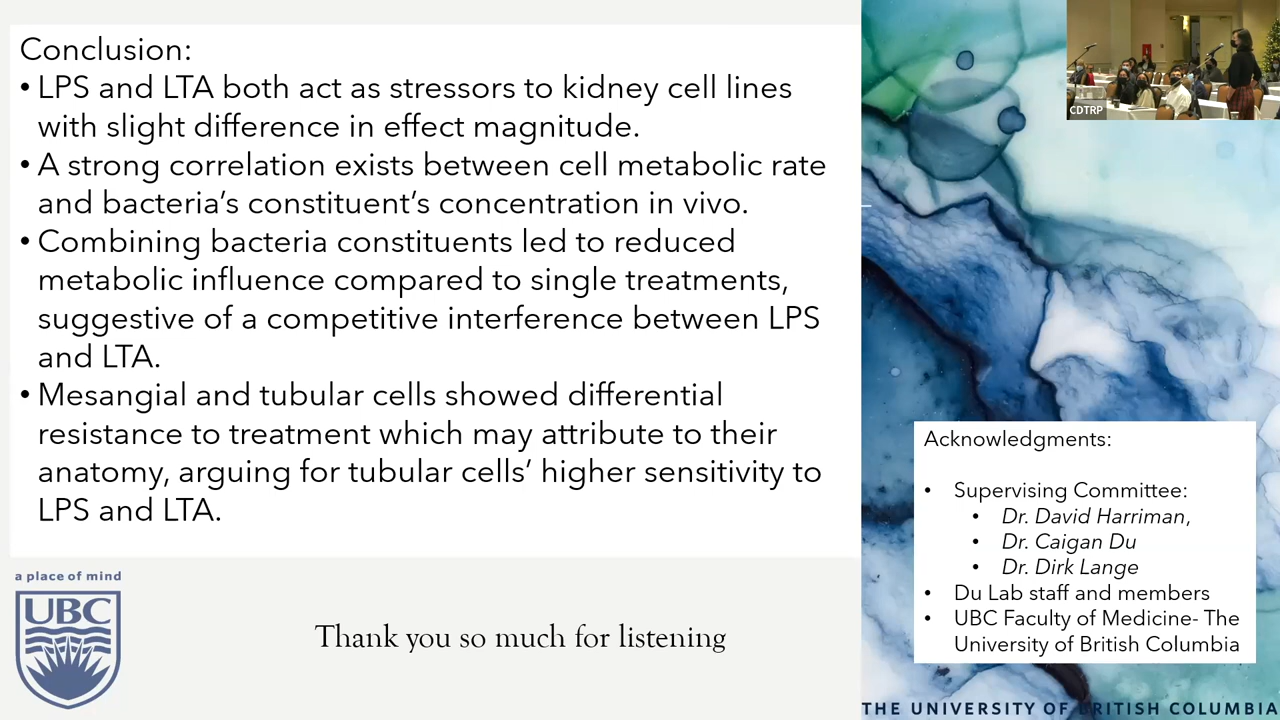 Conclusion:
• LPS and LTA both act as stressors to kidney cell lines
with slight difference in effect magnitude.
• A strong correlation exists between cell metabolic rate
and bacteria’s constituent’s concentration in vivo.
• Combining bacteria constituents led to reduced
metabolic influence compared to single treatments,
suggestive of a competitive interference between LPS
and LTA.
• Mesangial and tubular cells showed differential
resistance to treatment which may attribute to their
anatomy, arguing for tubular cells’ higher sensitivity to
LPS and LTA.
a place of mind
UBC
Thank you so much for listening
CDTRP
Acknowledgments:
• Supervising Committee:
• Dr. David Harriman,
• Dr. Caigan Du
• Dr. Dirk Lange
• Du Lab staff and members
• UBC Faculty of Medicine- The
University of British Columbia
THE UNIVERSITY OF BRITISH COLUMBIA